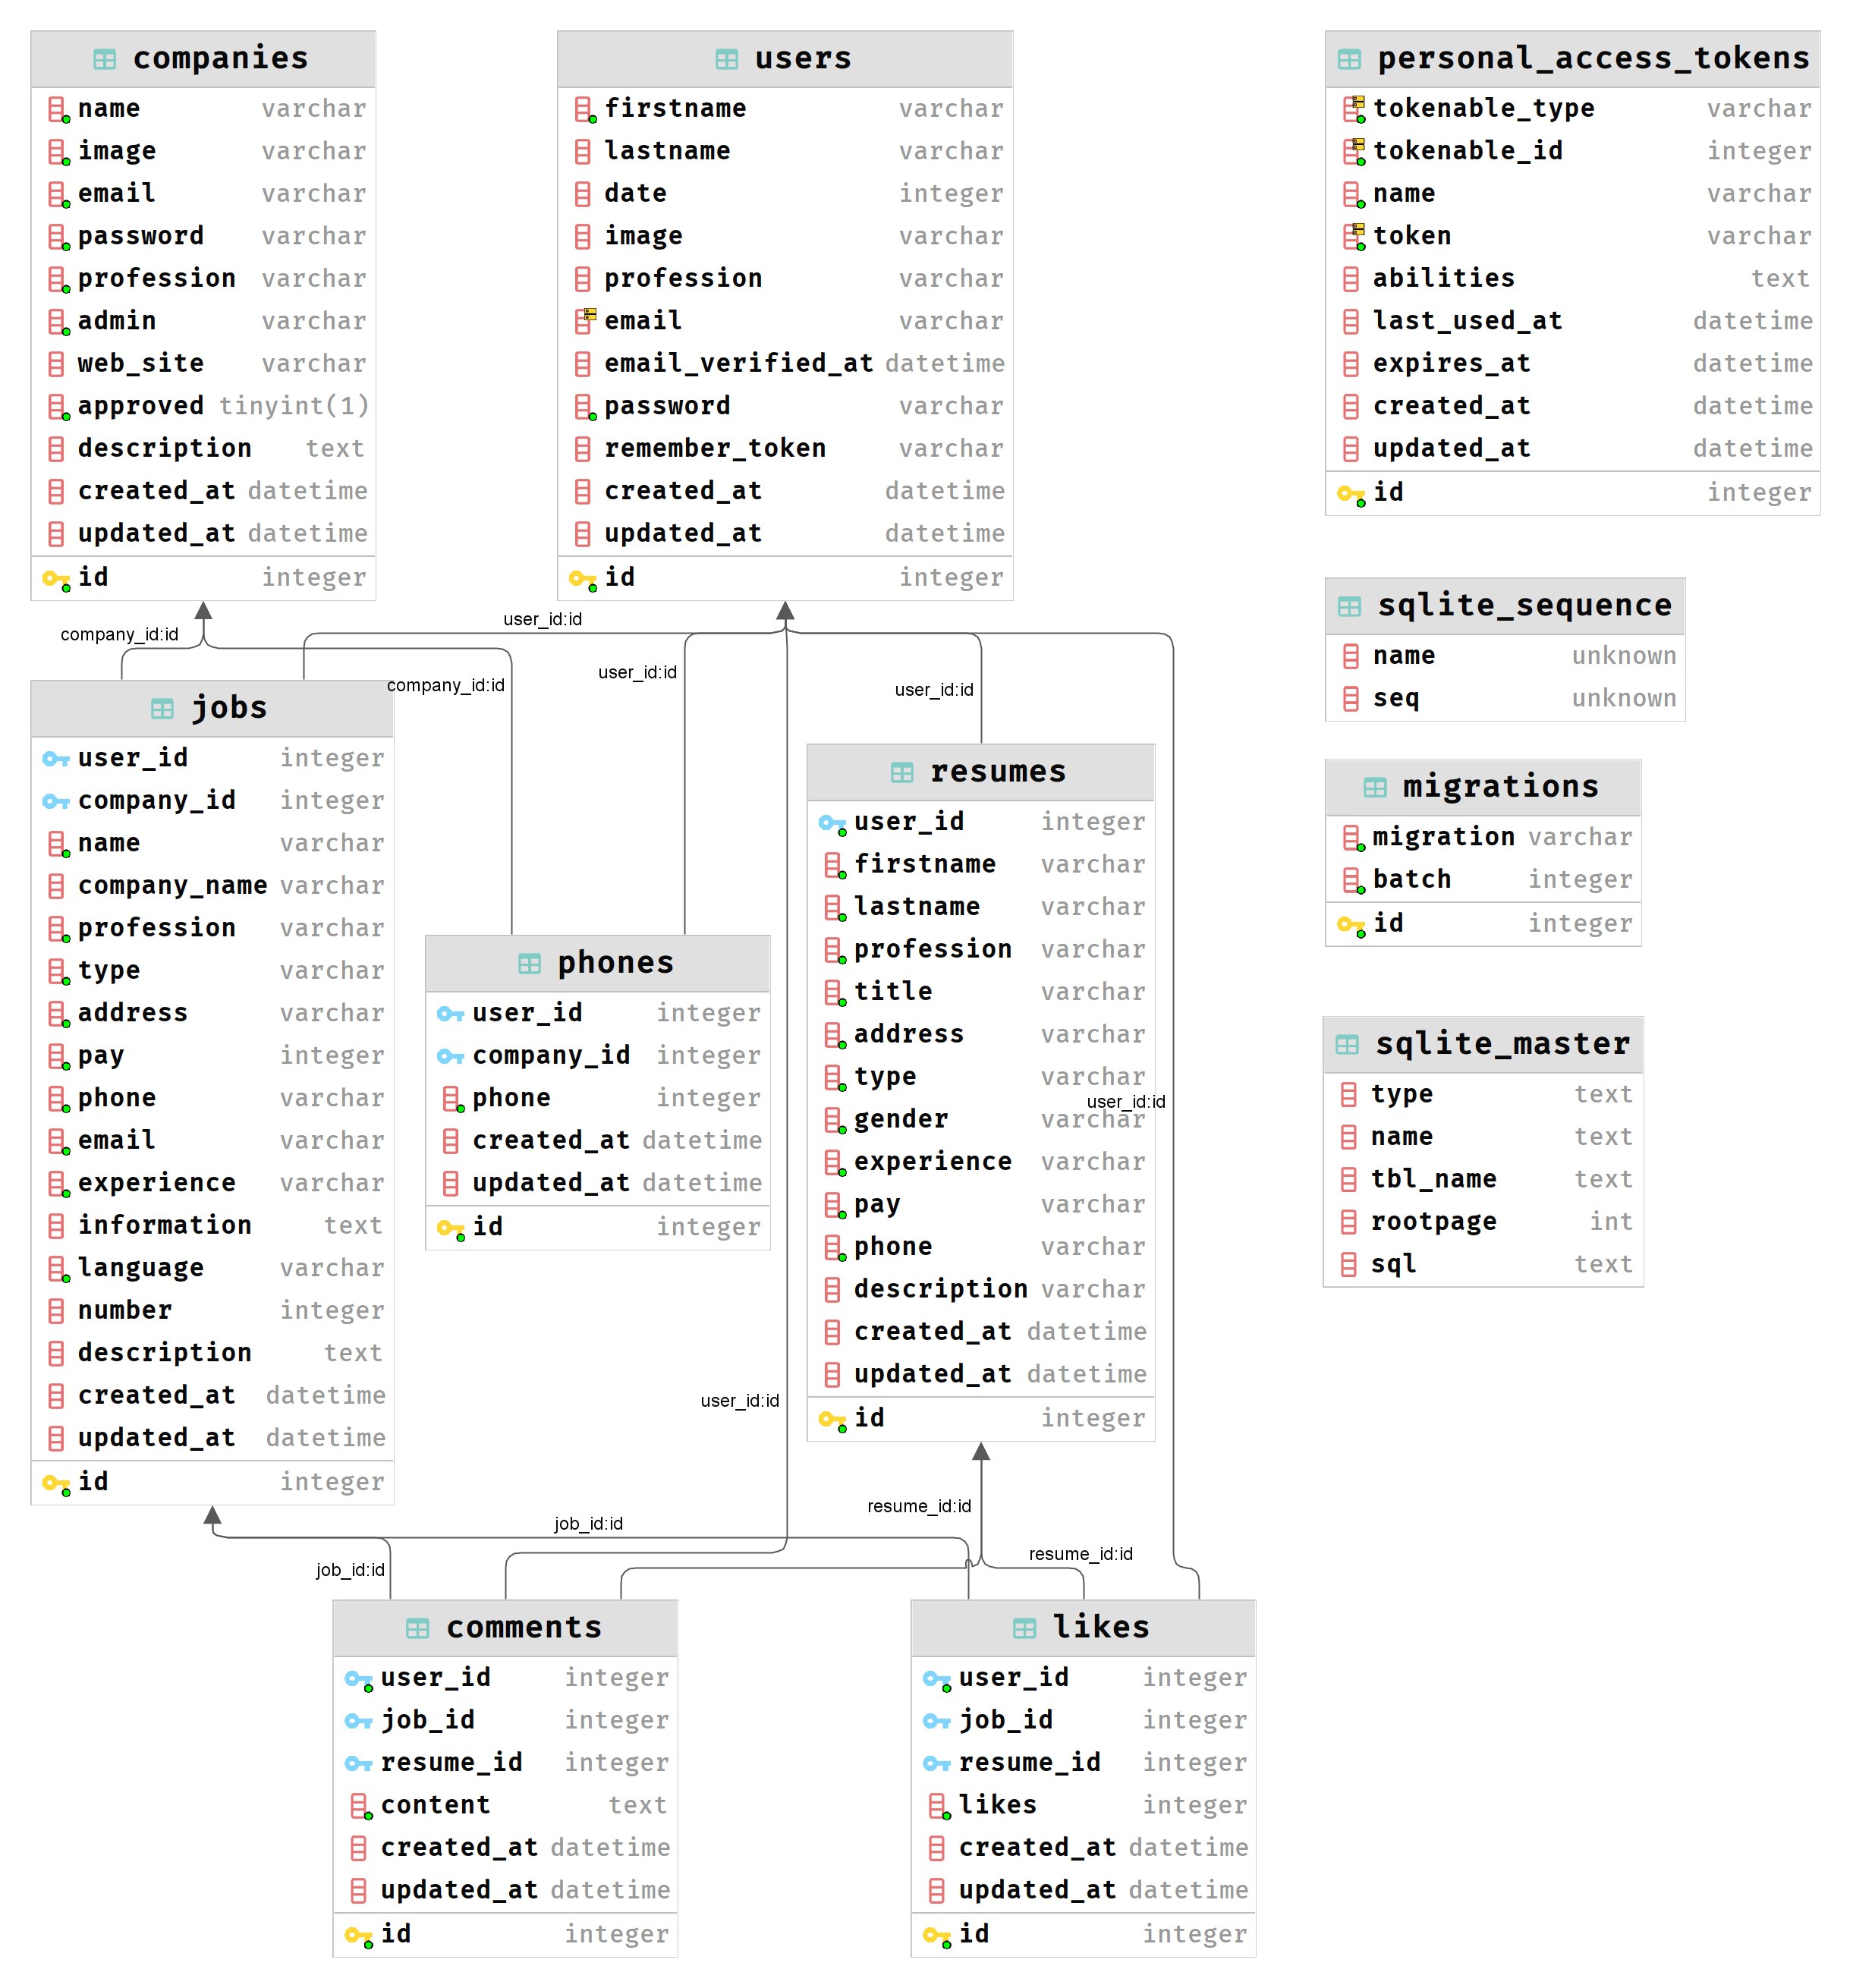 companies
name varchar
image varchar
email varchar
password varchar
profession varchar
admin varchar
web_site varchar
approved tinyint(1)
description text
created_at datetime
updated_at datetime
id integer
users
firstname varchar
lastname varchar
date integer
image varchar
profession varchar
email varchar
email_verified_at datetime
password varchar
remember_token varchar
created_at datetime
updated_at datetime
id integer
personal_access_tokens
tokenable_type varchar
tokenable_id integer
name varchar
token varchar
abilities text
last_used_at datetime
expires_at datetime
created_at datetime
updated_at datetime
id integer
sqlite_sequence
name unknown
seq unknown
migrations
migration varchar
batch integer
id integer
sqlite_master
type text
name text
tbl_name text
rootpage int
sql text
company_id:id
user_id:id
company_id:id
user_id:id
user_id:id
jobs
user_id integer
company_id integer
name varchar
company_name varchar
profession varchar
type varchar
address varchar
pay integer
phone varchar
email varchar
experience varchar
information text
language varchar
number integer
description text
created_at datetime
updated_at datetime
id integer
phones
user_id integer
company_id integer
phone integer
created_at datetime
updated_at datetime
id integer
resumes
user_id integer
firstname varchar
lastname varchar
profession varchar
title varchar
address varchar
type varchar
gender varchar
experience varchar
pay varchar
phone varchar
description varchar
created_at datetime
updated_at datetime
id integer
user_id:id
user_id:id
resume_id:id
job_id:id
resume_id:id
job_id:id
comments
user_id integer
job_id integer
resume_id integer
content text
created_at datetime
updated_at datetime
id integer
likes
user_id integer
job_id integer
resume_id integer
likes integer
created_at datetime
updated_at datetime
id integer